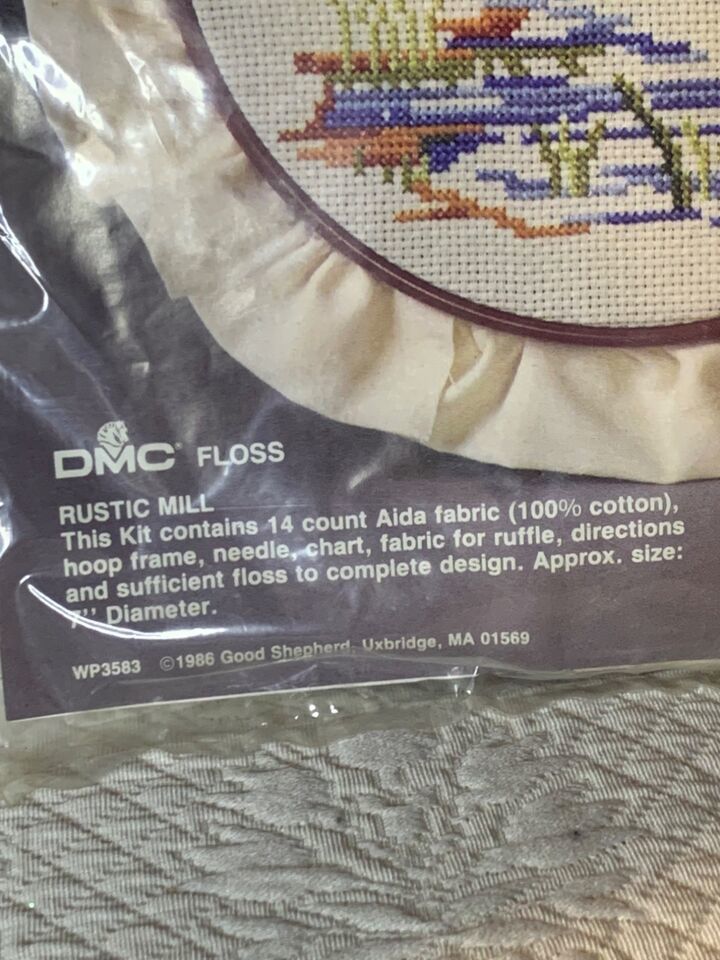 DMC® FLOSS
RUSTIC MILL
This Kit contains 14 count Aida fabric (100% cotton),
hoop frame, needle, chart, fabric for ruffle, directions
and sufficient floss to complete design. Approx. size:
7'' Diameter.
WP3583 ©1986 Good Shepherd, Uxbridge, MA 01569